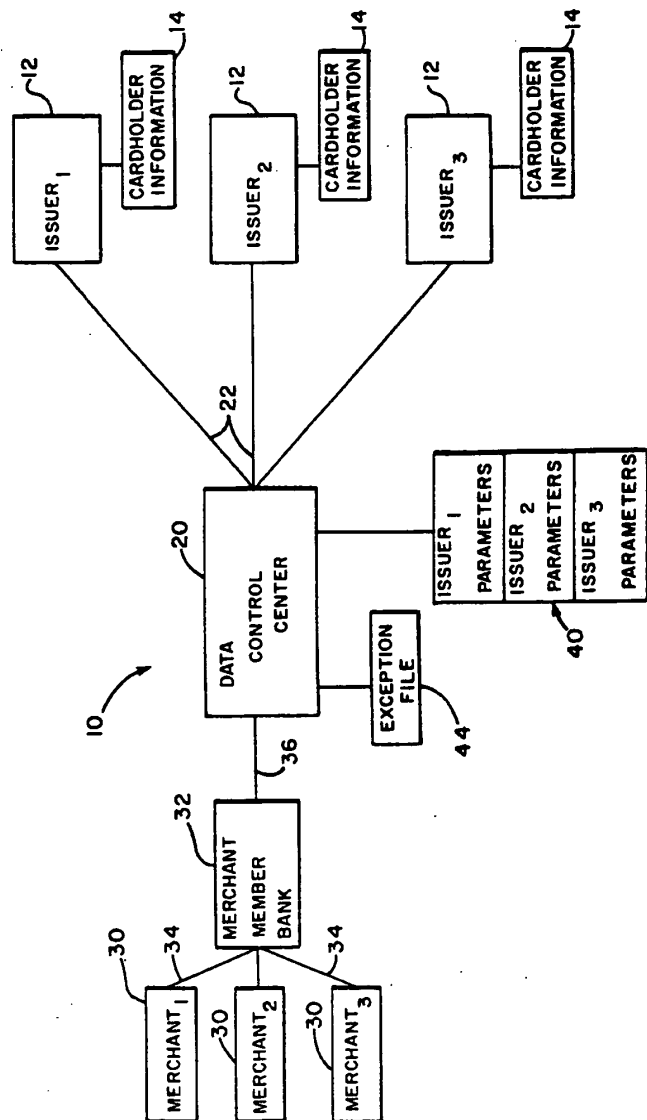 10
MERCHANT 1
30
MERCHANT 2
30
MERCHANT 3
30
34
34
MERCHANT
MEMBER
BANK
32
36
DATA
CONTROL
CENTER
20
EXCEPTION
FILE
44
ISSUER 1
PARAMETERS
ISSUER 2
PARAMETERS
ISSUER 3
PARAMETERS
40
22
ISSUER 1
12
CARDHOLDER
INFORMATION
14
ISSUER 2
12
CARDHOLDER
INFORMATION
14
ISSUER 3
12
CARDHOLDER
INFORMATION
14